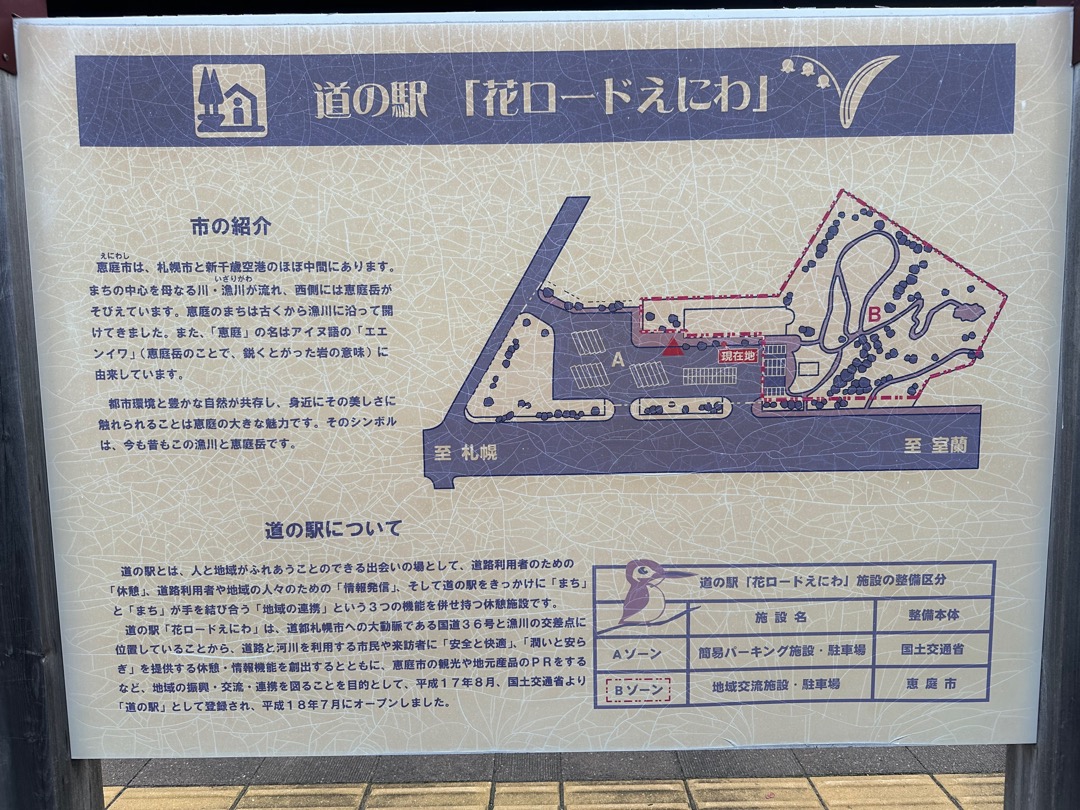 道の駅 「花ロードえにわ」
市の紹介
えにわし
恵庭市は、札幌市と新千歳空港のほぼ中間にあります。
いざりがわ
まちの中心を母なる川・漁川が流れ、西側には恵庭岳が
そびえています。恵庭のまちは古くから漁川に沿って開
けてきました。また、「恵庭」の名はアイヌ語の「エエ
ンイワ」（恵庭岳のことで、鋭くとがった岩の意味）に
由来しています。
都市環境と豊かな自然が共存し、身近にその美しさに
触れられることは恵庭の大きな魅力です。そのシンボル
は、今も昔もこの漁川と恵庭岳です。
A
B
現在地
至 札幌
至 室蘭
道の駅について
道の駅とは、人と地域がふれあうことのできる出会いの場として、道路利用者のための
「休憩」、道路利用者や地域の人々のための「情報発信」、そして道の駅をきっかけに「まち」
と「まち」が手を結び合う「地域の連携」という３つの機能を併せ持つ休憩施設です。
道の駅「花ロードえにわ」は、道都札幌市への大動脈である国道３６号と漁川の交差点に
位置していることから、道路と河川を利用する市民や来訪者に「安全と快適」、「潤いと安ら
ぎ」を提供する休憩・情報機能を創出するとともに、恵庭市の観光や地元産品のＰＲをする
など、地域の振興・交流・連携を図ることを目的として、平成１７年８月、国土交通省より
「道の駅」として登録され、平成１８年７月にオープンしました。
道の駅「花ロードえにわ」施設の整備区分
施 設 名 整備本体
Aゾーン 簡易パーキング施設・駐車場 国土交通省
Bゾーン 地域交流施設・駐車場 恵 庭 市